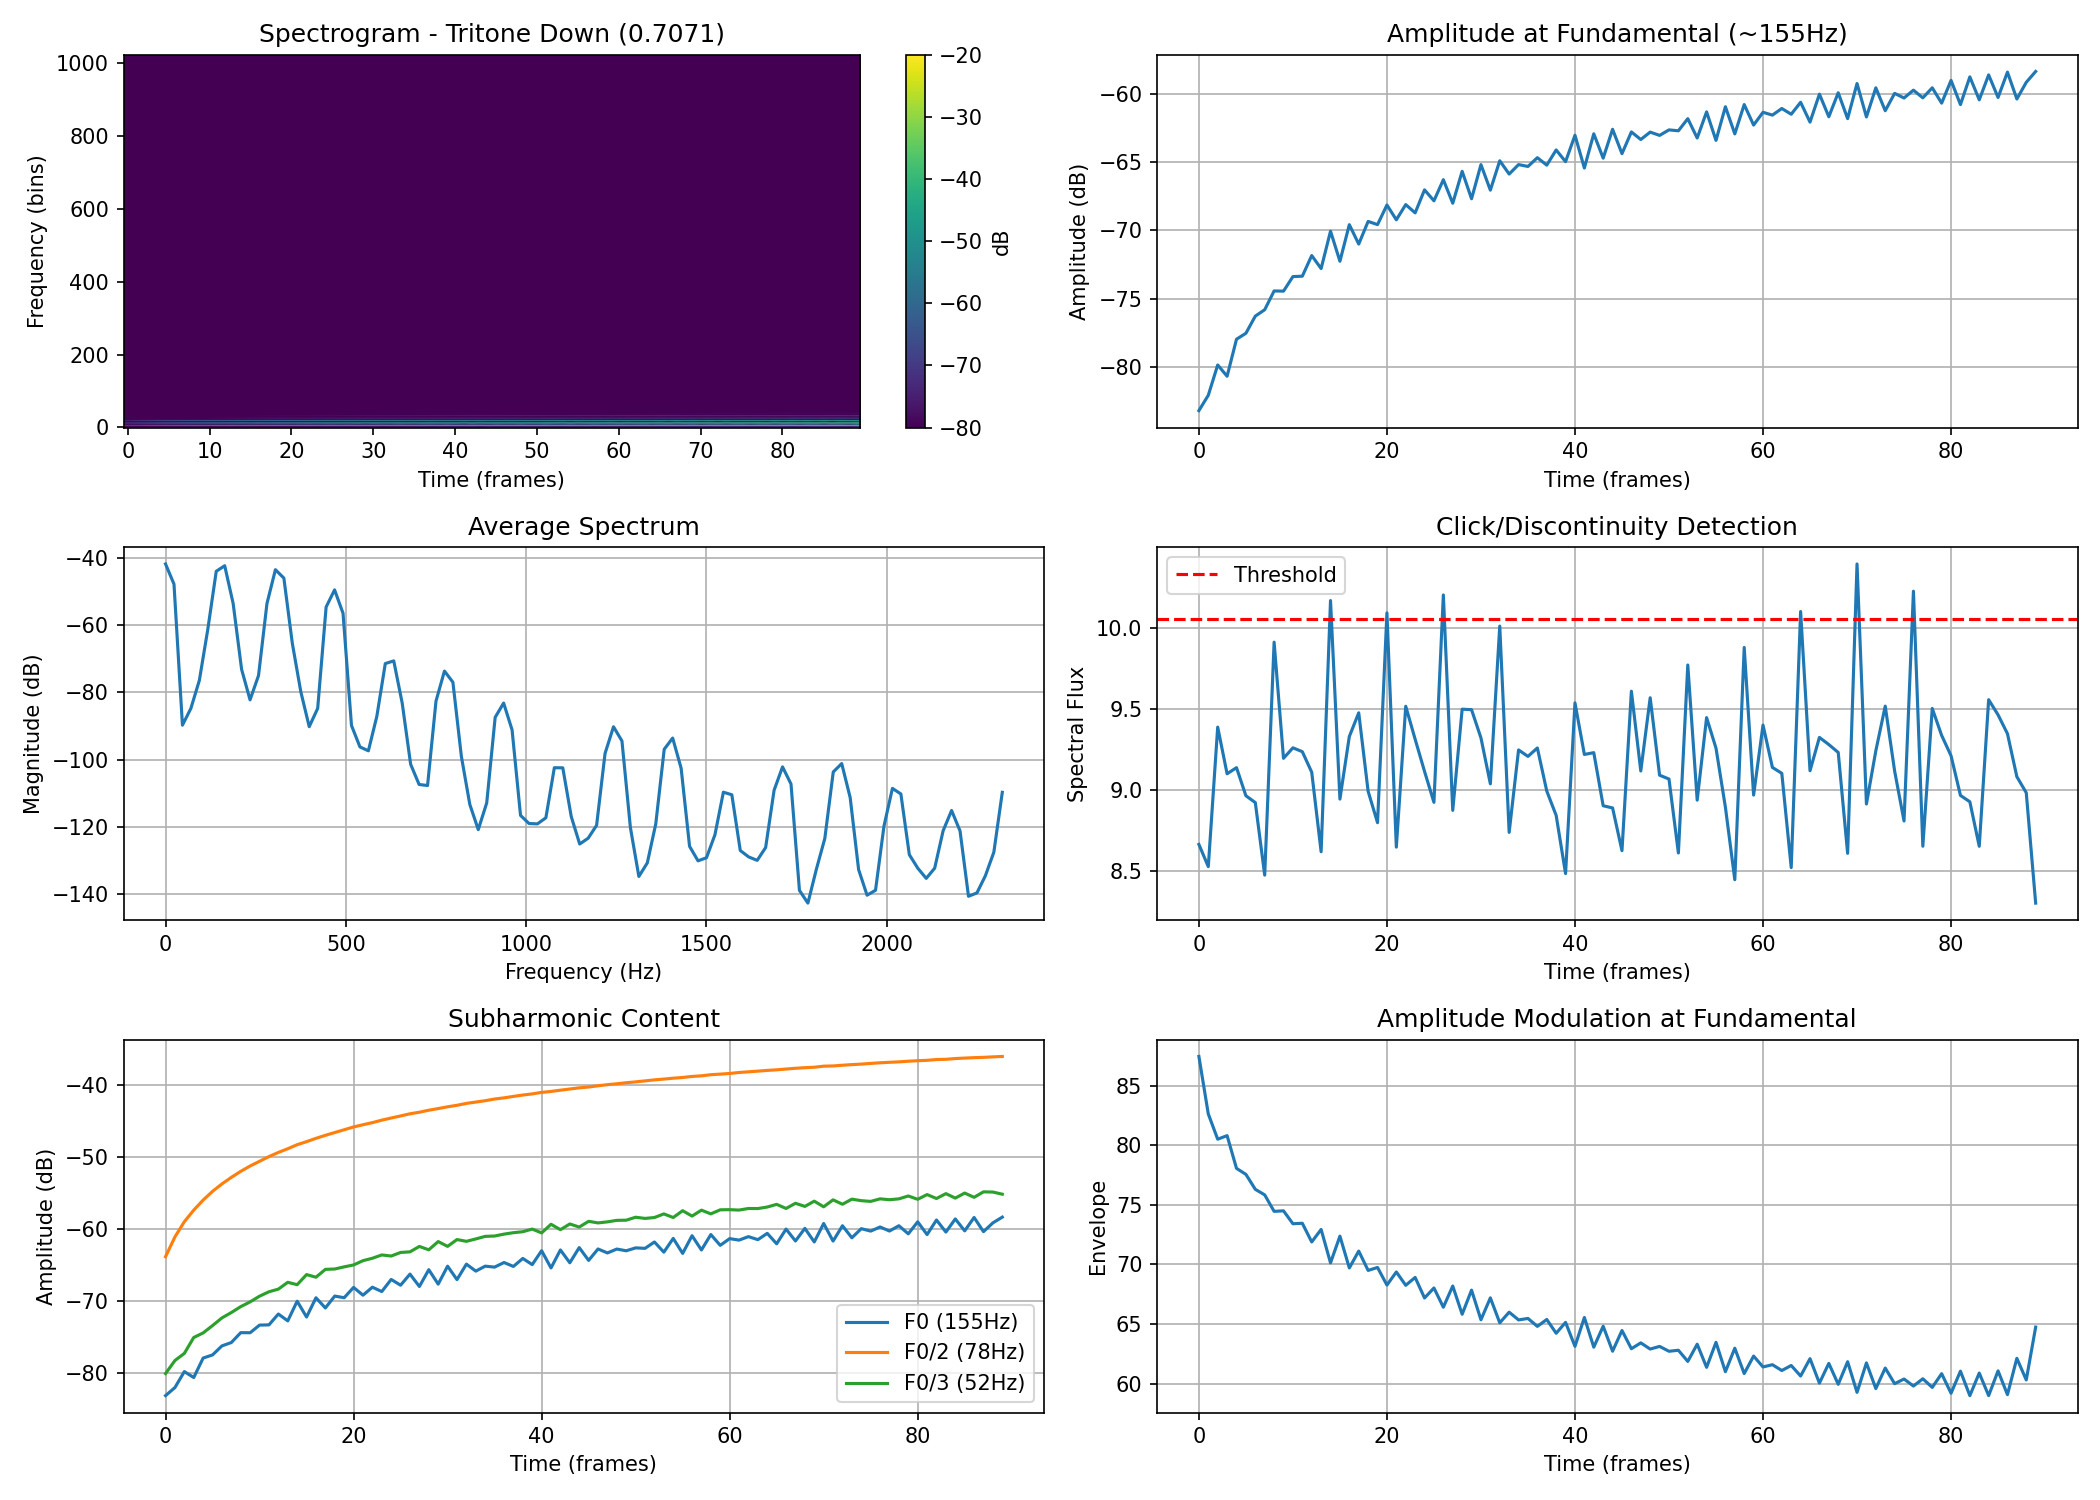 Spectrogram - Tritone Down (0.7071)
1000
800
600
400
200
0
Frequency (bins)
0 10 20 30 40 50 60 70 80
Time (frames)
−20
−30
−40
−50
−60
−70
−80
dB
Amplitude at Fundamental (~155Hz)
−60
−65
−70
−75
−80
Amplitude (dB)
0 20 40 60 80
Time (frames)
Average Spectrum
−40
−60
−80
−100
−120
−140
Magnitude (dB)
0 500 1000 1500 2000
Frequency (Hz)
Click/Discontinuity Detection
Threshold
10.0
9.5
9.0
8.5
Spectral Flux
0 20 40 60 80
Time (frames)
Subharmonic Content
−40
−50
−60
−70
−80
Amplitude (dB)
F0 (155Hz)
F0/2 (78Hz)
F0/3 (52Hz)
0 20 40 60 80
Time (frames)
Amplitude Modulation at Fundamental
85
80
75
70
65
60
Envelope
0 20 40 60 80
Time (frames)